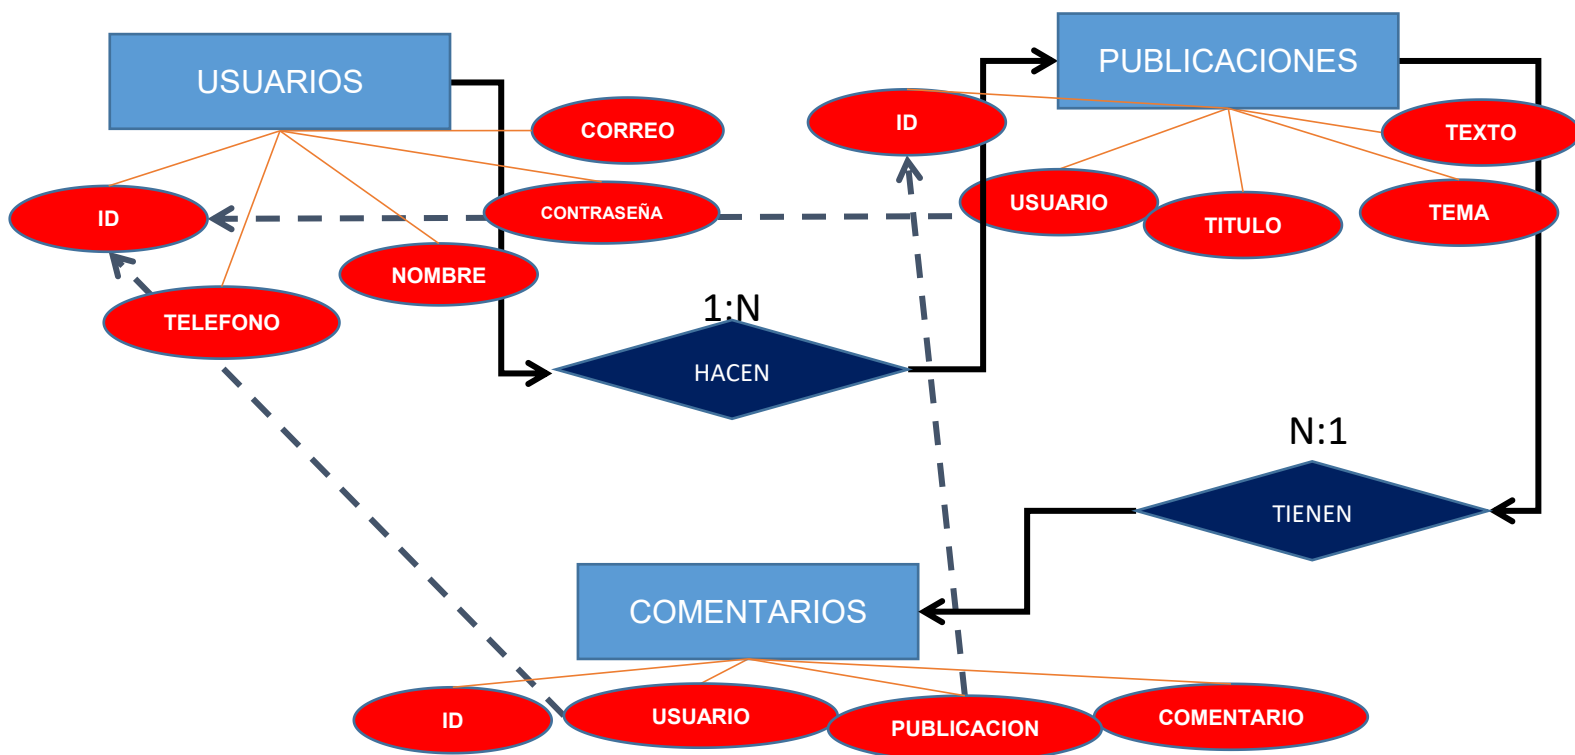 USUARIOS
PUBLICACIONES
CORREO
ID
TEXTO
ID
CONTRASEÑA
USUARIO
TITULO
TEMA
NOMBRE
TELEFONO
1:N
HACEN
N:1
TIENEN
COMENTARIOS
ID
USUARIO
PUBLICACION
COMENTARIO